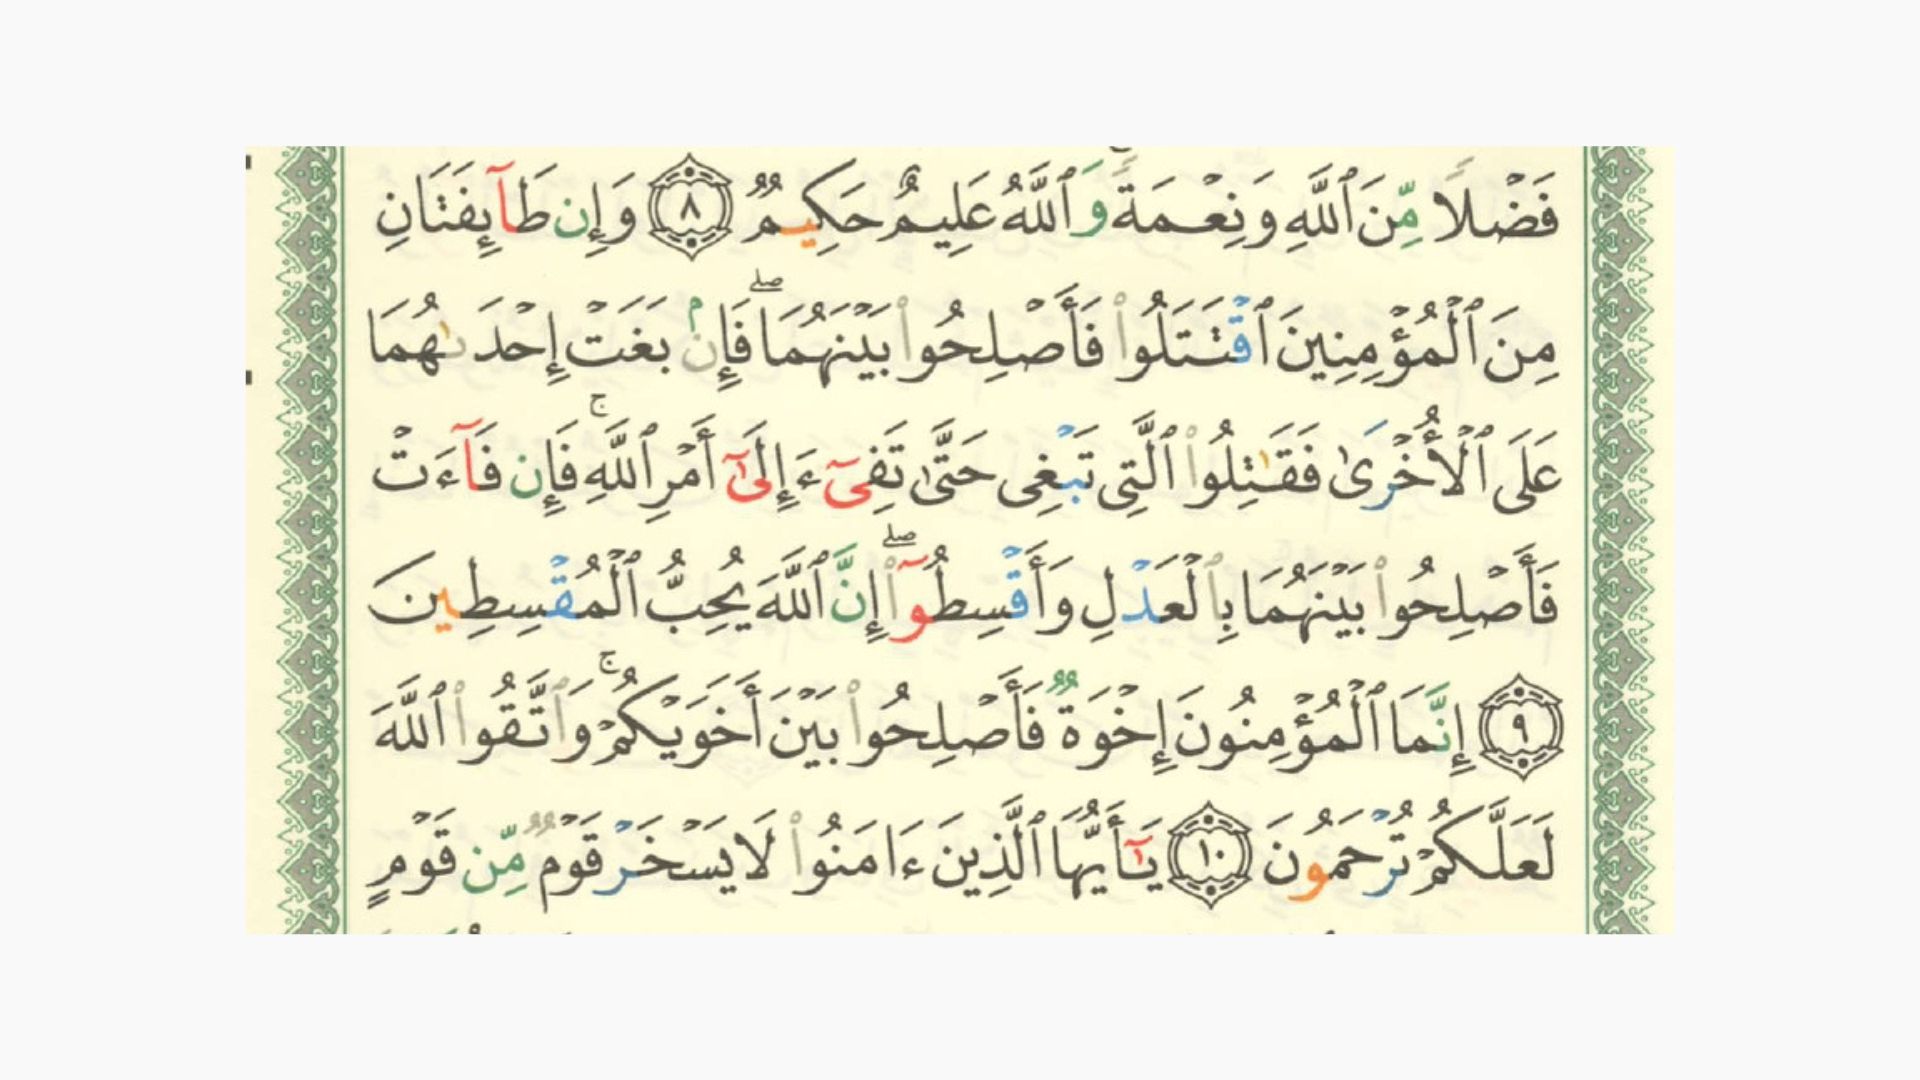 فَضْلًا مِّنَ ٱللَّهِ وَنِعْمَةً وَٱللَّهُ عَلِيمٌ حَكِيمٌ ٨ وَإِن طَآئِفَتَانِ
مِنَ ٱلْمُؤْمِنِينَ ٱقْتَتَلُوا۟ فَأَصْلِحُوا۟ بَيْنَهُمَا ۖ فَإِنۢ بَغَتْ إِحْدَىٰهُمَا
عَلَى ٱلْأُخْرَىٰ فَقَـٰتِلُوا۟ ٱلَّتِى تَبْغِى حَتَّىٰ تَفِىٓءَ إِلَىٰٓ أَمْرِ ٱللَّهِ ۚ فَإِن فَآءَتْ
فَأَصْلِحُوا۟ بَيْنَهُمَا بِٱلْعَدْلِ وَأَقْسِطُوٓا۟ ۖ إِنَّ ٱللَّهَ يُحِبُّ ٱلْمُقْسِطِينَ
٩ إِنَّمَا ٱلْمُؤْمِنُونَ إِخْوَةٌ فَأَصْلِحُوا۟ بَيْنَ أَخَوَيْكُمْ ۚ وَٱتَّقُوا۟ ٱللَّهَ
لَعَلَّكُمْ تُرْحَمُونَ ١٠ يَـٰٓأَيُّهَا ٱلَّذِينَ ءَامَنُوا۟ لَا يَسْخَرْ قَوْمٌ مِّن قَوْمٍ